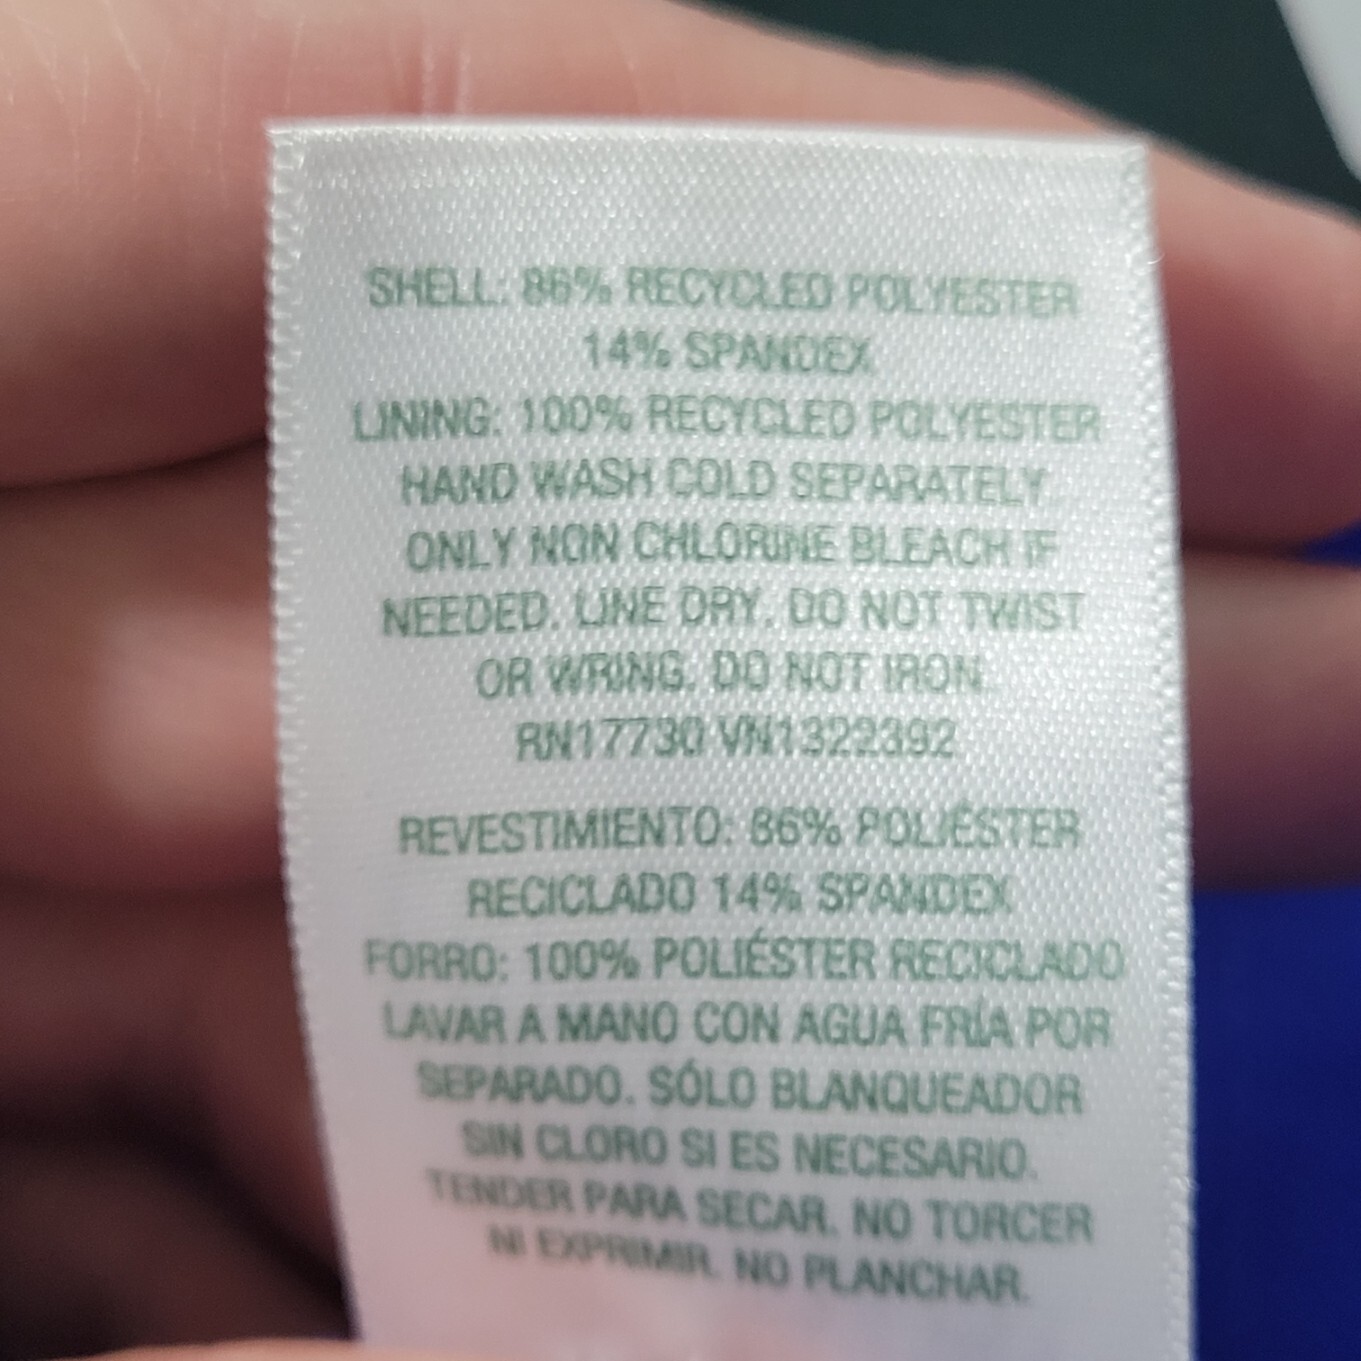 SHELL: 86% RECYCLED POLYESTER
14% SPANDEX
LINING: 100% RECYCLED POLYESTER
HAND WASH COLD SEPARATELY
ONLY NON CHLORINE BLEACH IF
NEEDED. LINE DRY. DO NOT TWIST
OR WRING. DO NOT IRON.
RN17730 VN1322392
REVESTIMIENTO: 86% POLIÉSTER
RECICLADO 14% SPANDEX
FORRO: 100% POLIÉSTER RECICLADO
LAVAR A MANO CON AGUA FRÍA POR
SEPARADO. SÓLO BLANQUEADOR
SIN CLORO SI ES NECESARIO.
TENDER PARA SECAR. NO TORCER
NI EXPRIMIR. NO PLANCHAR.